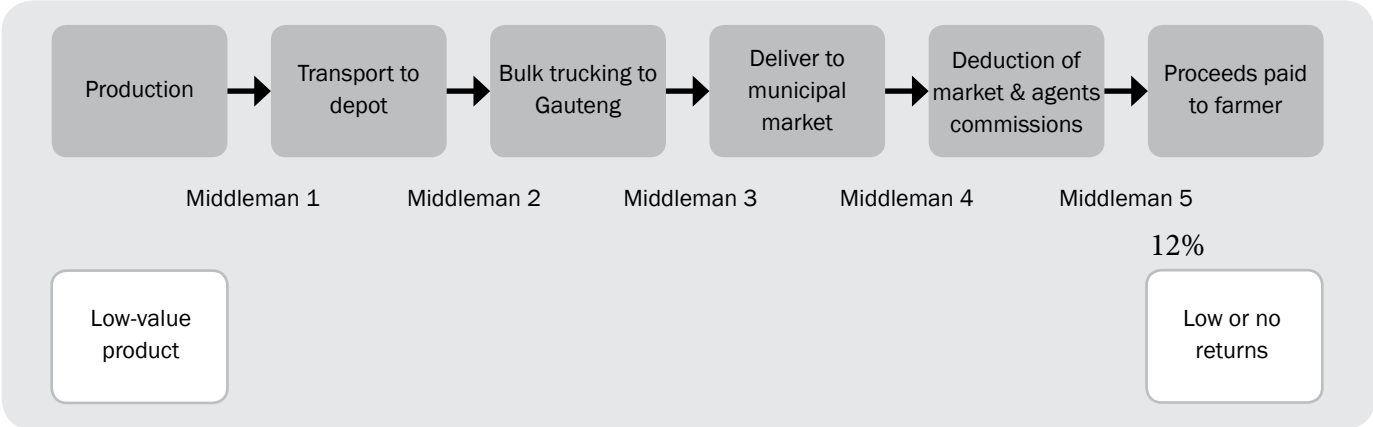 Production
Transport to
depot
Bulk trucking to
Gauteng
Deliver to
municipal
market
Deduction of
market & agents
commissions
Proceeds paid
to farmer
Middleman 1
Middleman 2
Middleman 3
Middleman 4
Middleman 5
12%
Low-value
product
Low or no
returns